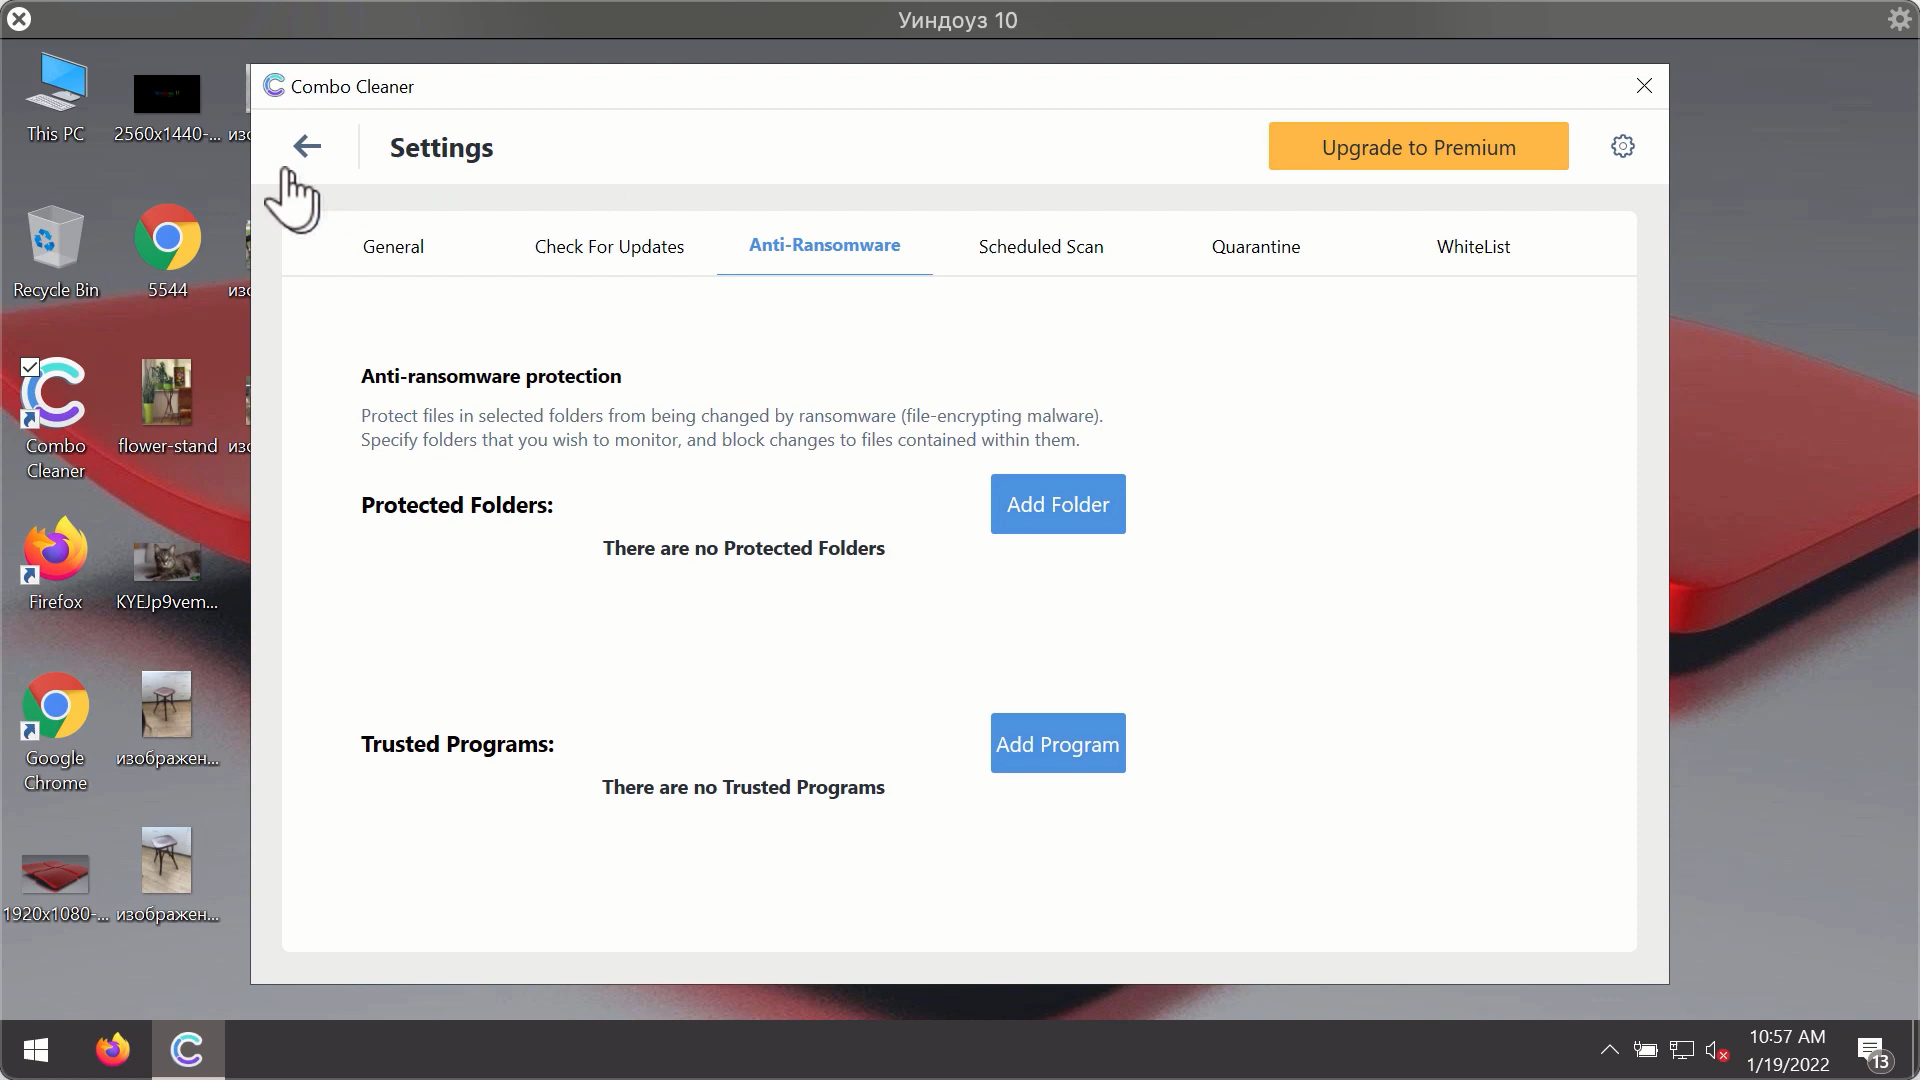 Уиндоуз 10
This PC
2560x1440-...
изо
Combo Cleaner
Settings
Upgrade to Premium
General
Check For Updates
Anti-Ransomware
Scheduled Scan
Quarantine
WhiteList
Recycle Bin
5544
изс
Anti-ransomware protection
Protect files in selected folders from being changed by ransomware (file-encrypting malware).
Specify folders that you wish to monitor, and block changes to files contained within them.
Combo
Cleaner
flower-stand
изс
Protected Folders:
Add Folder
There are no Protected Folders
Firefox
KYEJp9vem...
Trusted Programs:
Add Program
There are no Trusted Programs
Google
Chrome
изображен...
1920x1080-...
изображен...
10:57 AM
1/19/2022
13